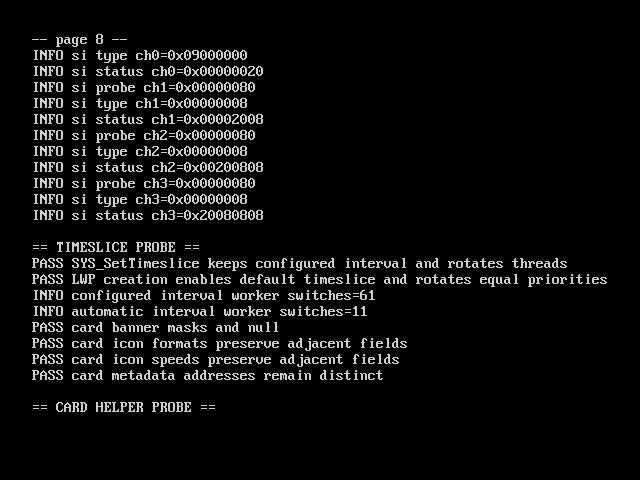 -- page 8 --
INFO si type ch0=0x09000000
INFO si status ch0=0x00000020
INFO si probe ch1=0x00000080
INFO si type ch1=0x00000008
INFO si status ch1=0x00002008
INFO si probe ch2=0x00000080
INFO si type ch2=0x00000008
INFO si status ch2=0x00200808
INFO si probe ch3=0x00000080
INFO si type ch3=0x00000008
INFO si status ch3=0x20080808
== TIMESLICE PROBE ==
PASS SYS_SetTimeslice keeps configured interval and rotates threads
PASS LWP creation enables default timeslice and rotates equal priorities
INFO configured interval worker switches=61
INFO automatic interval worker switches=11
PASS card banner masks and null
PASS card icon formats preserve adjacent fields
PASS card icon speeds preserve adjacent fields
PASS card metadata addresses remain distinct
== CARD HELPER PROBE ==